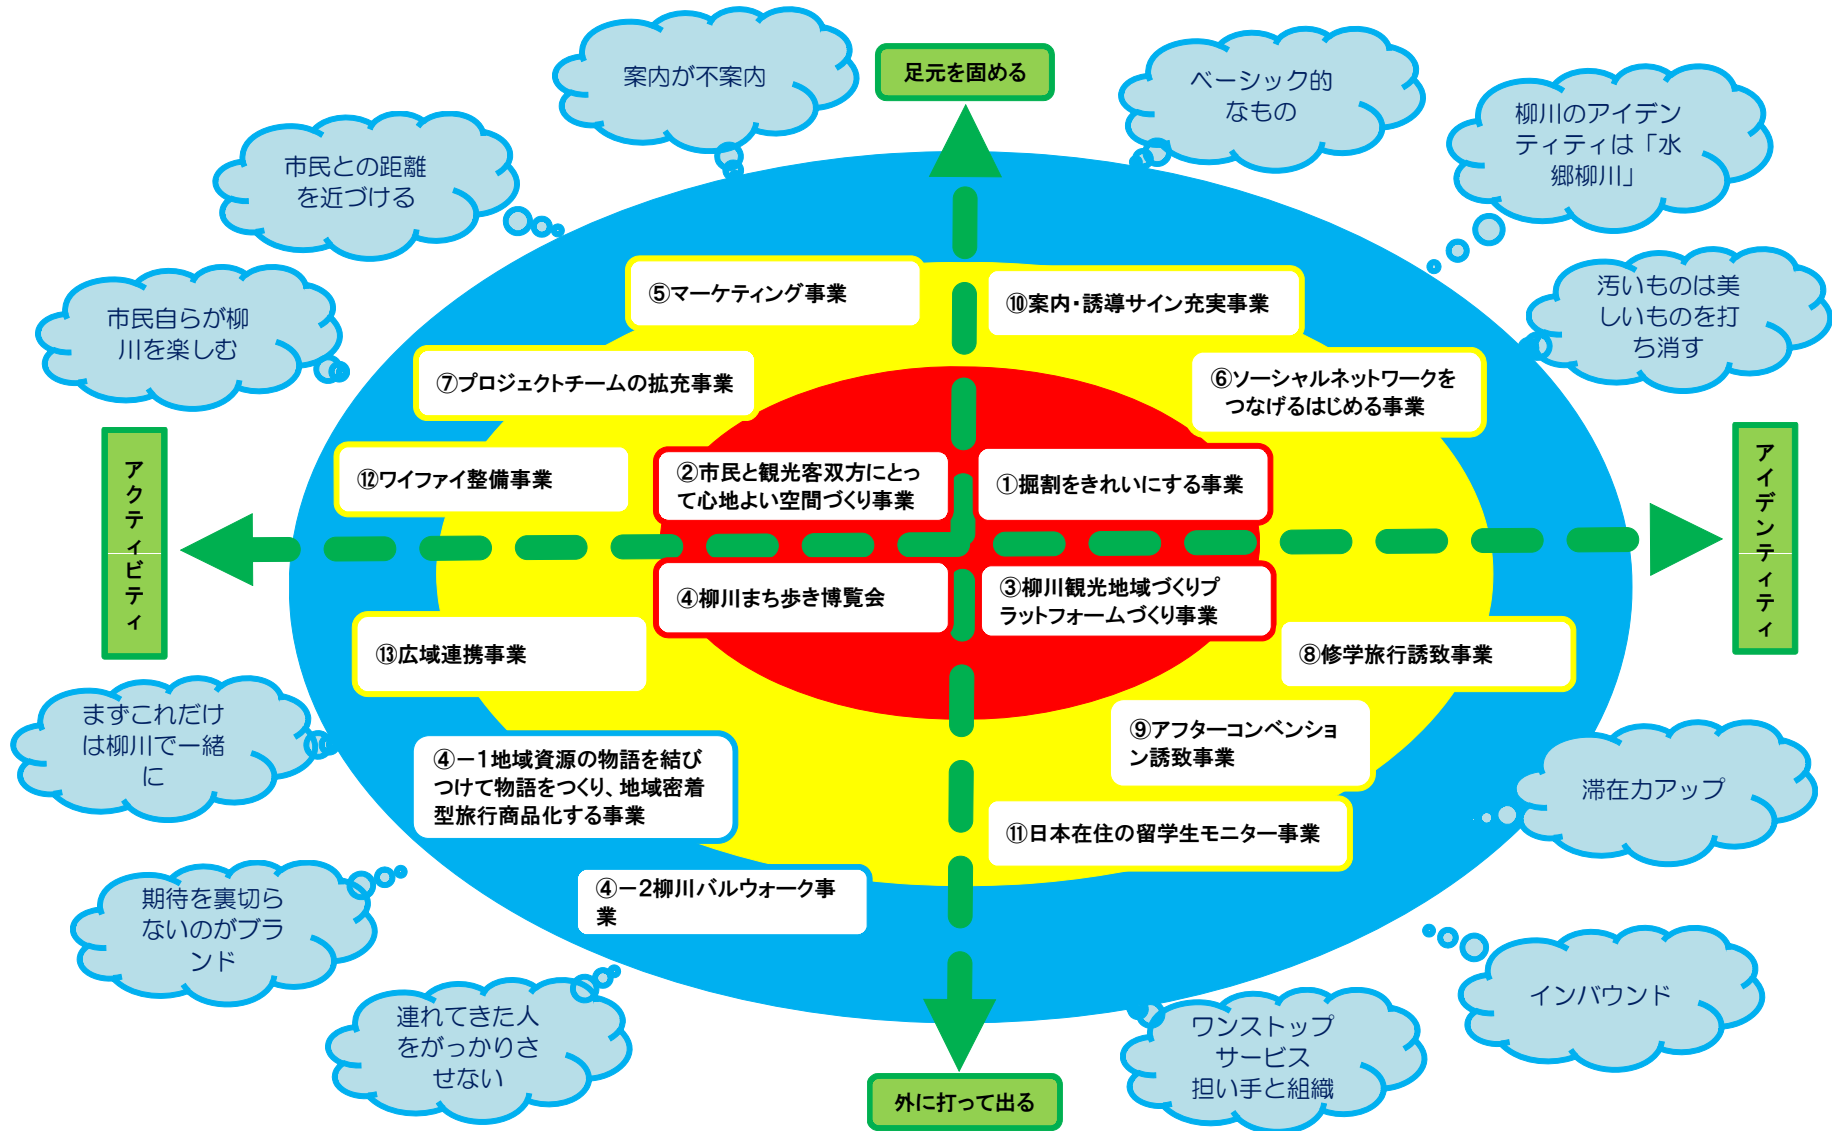 案内が不案内
足元を固める
ベーシック的
なもの
柳川のアイデン
ティティは「水
郷柳川」
市民との距離
を近づける
市民自らが柳
川を楽しむ
汚いものは美
しいものを打
ち消す
⑤マーケティング事業
⑩案内・誘導サイン充実事業
⑦プロジェクトチームの拡充事業
⑥ソーシャルネットワークを
つなげるはじめる事業
⑫ワイファイ整備事業
②市民と観光客双方にとっ
て心地よい空間づくり事業
①掘割をきれいにする事業
アクティビティ
アイデンティティ
④柳川まち歩き博覧会
③柳川観光地域づくりプ
ラットフォームづくり事業
⑬広域連携事業
⑧修学旅行誘致事業
まずこれだけ
は柳川で一緒
に
④−1地域資源の物語を結び
つけて物語をつくり、地域密着
型旅行商品化する事業
⑨アフターコンベンショ
ン誘致事業
滞在力アップ
⑪日本在住の留学生モニター事業
④−2柳川バルウォーク事
業
期待を裏切ら
ないのがブラ
ンド
連れてきた人
をがっかりさ
せない
ワンストップ
サービス
担い手と組織
インバウンド
外に打って出る